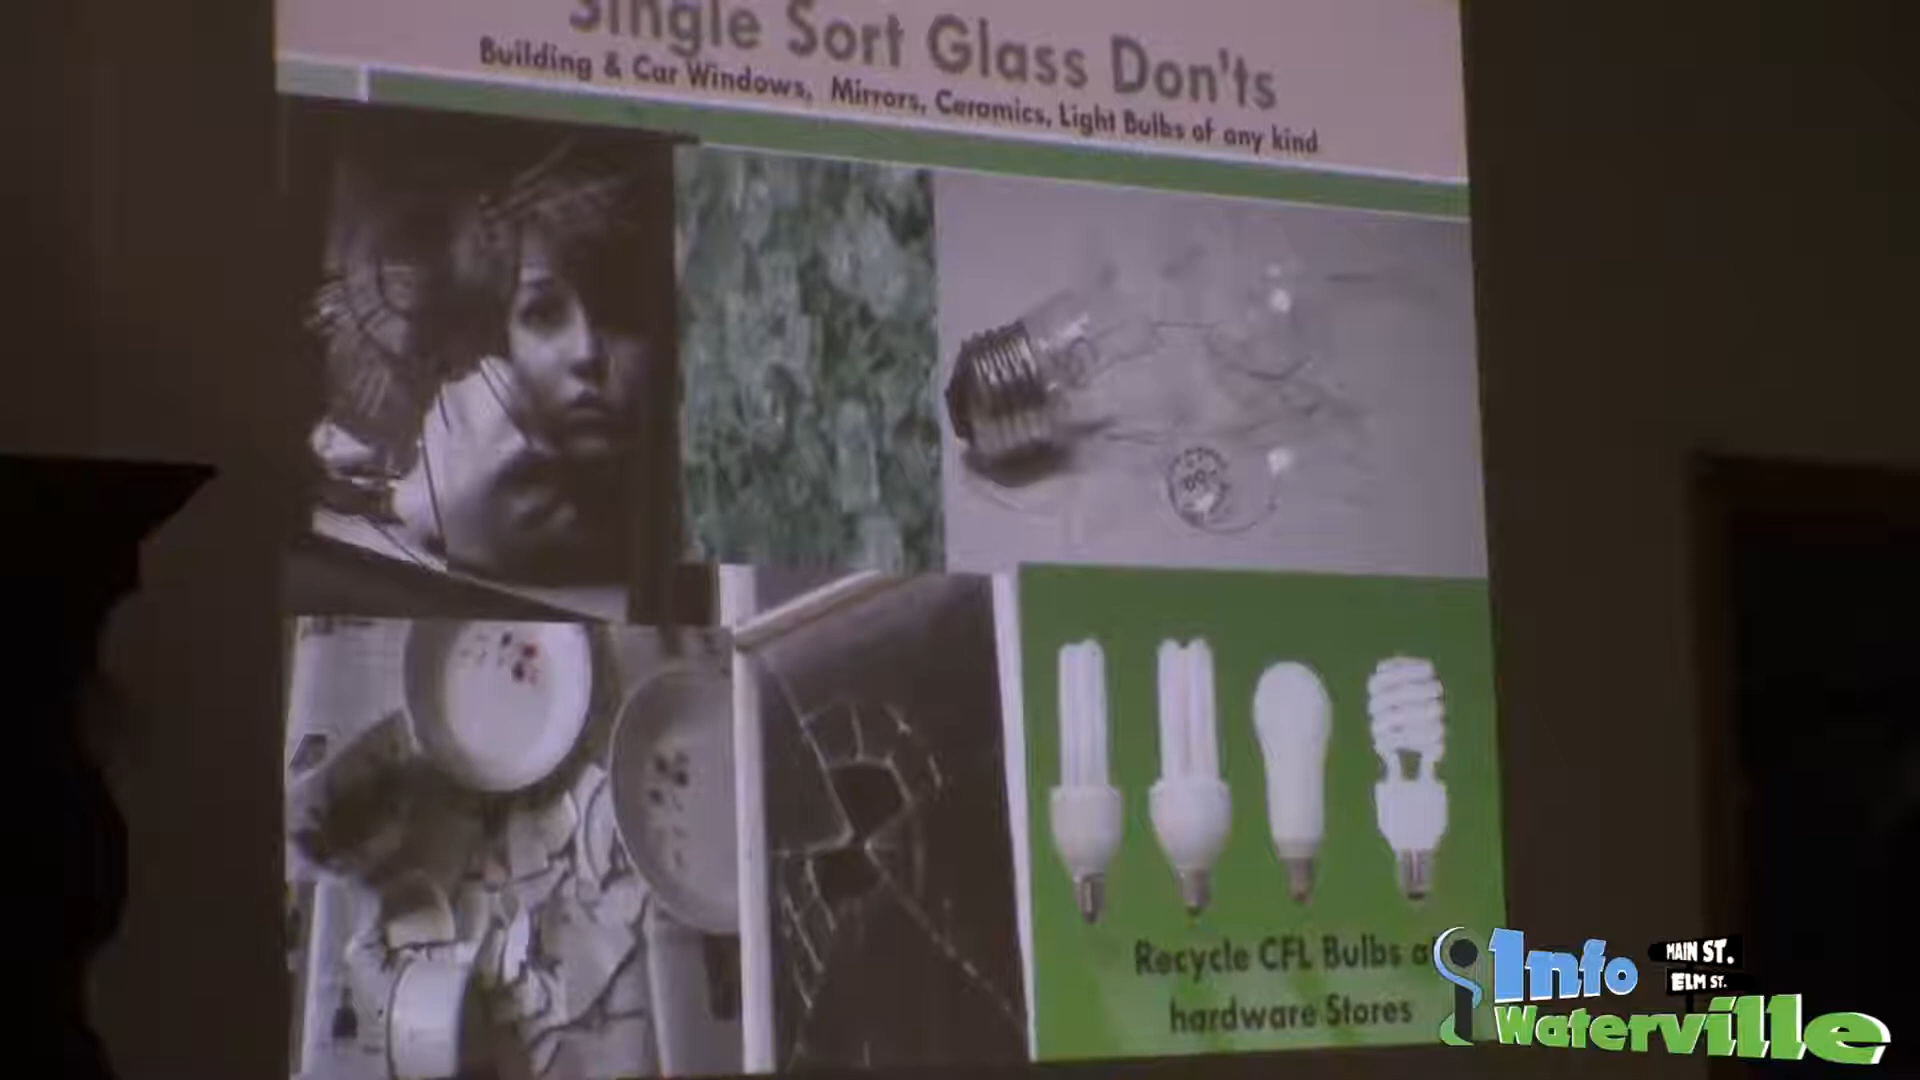 Single Sort Glass Don'ts
Building & Car Windows, Mirrors, Ceramics, Light Bulbs of any kind
Recycle CFL Bulbs
hardware Stores
Info
MAIN ST.
ELM ST.
Waterville